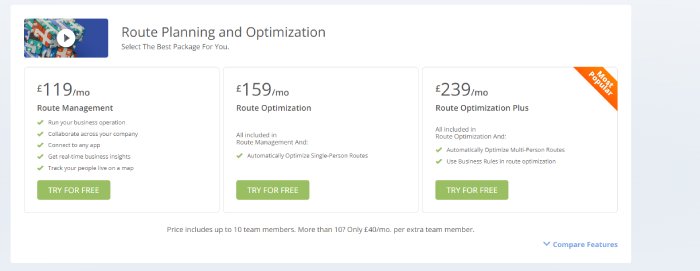 Route Planning and Optimization
Select The Best Package For You.
£119/mo
Route Management
Run your business operation
Collaborate across your company
Connect to any app
Get real-time business insights
Track your people live on a map
TRY FOR FREE
£159/mo
Route Optimization
All included in
Route Management And:
Automatically Optimize Single-Person Routes
TRY FOR FREE
Most
Popular
£239/mo
Route Optimization Plus
All included in
Route Optimization And:
Automatically Optimize Multi-Person Routes
Use Business Rules in route optimization
TRY FOR FREE
Price includes up to 10 team members. More than 10? Only £40/mo. per extra team member.
Compare Features